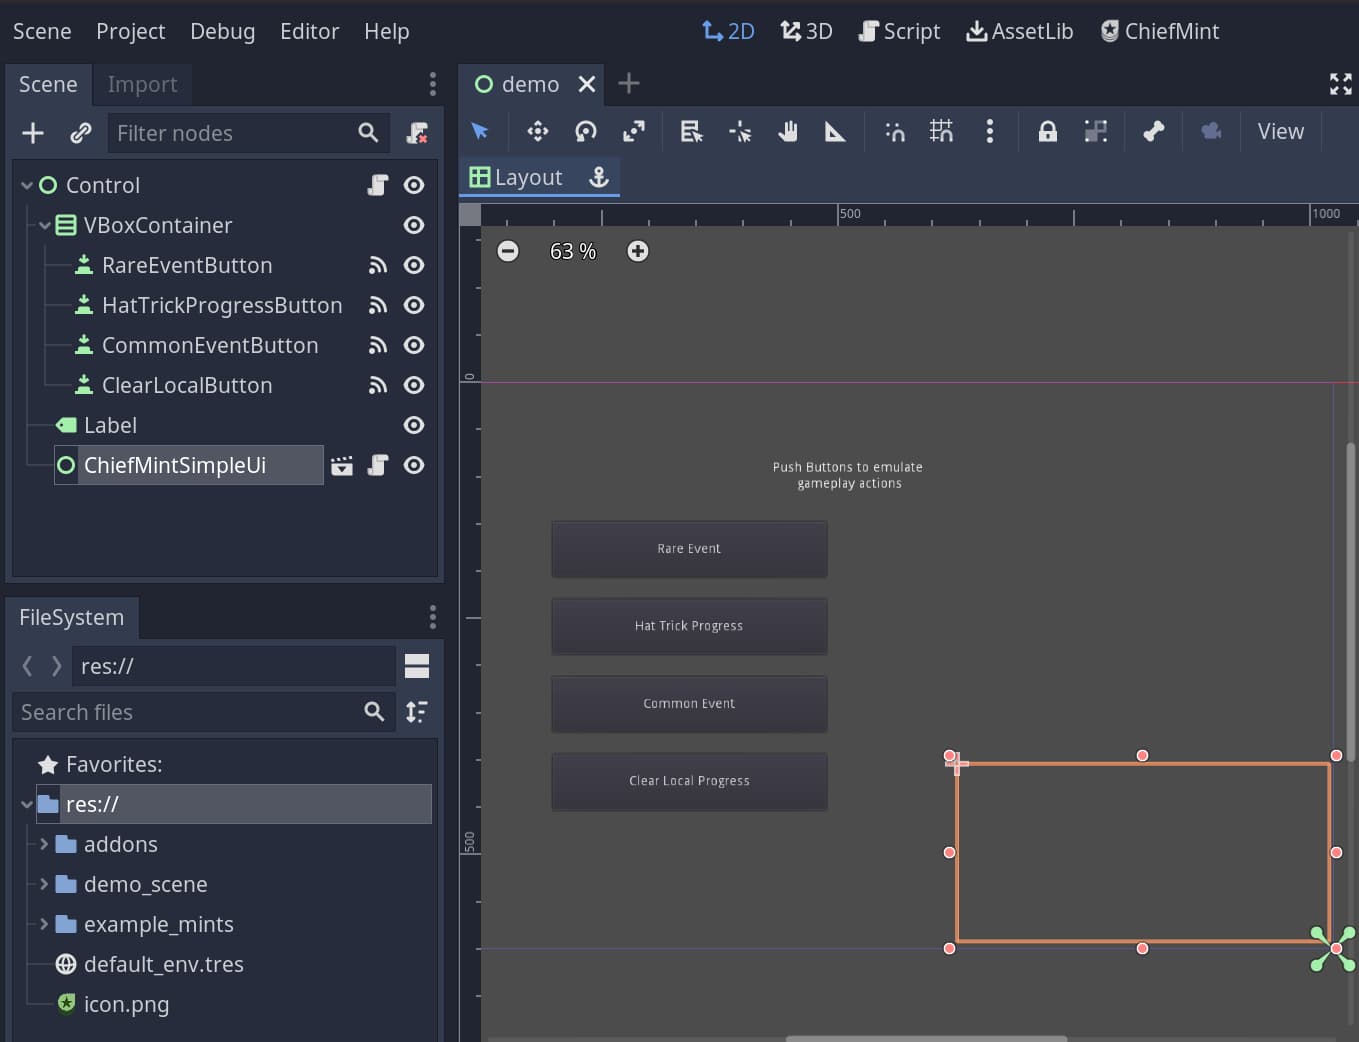 Scene Project Debug Editor Help 2D 3D Script AssetLib ChiefMint
Scene Import
demo
Filter nodes
View
Layout
Control
VBoxContainer
RareEventButton
HatTrickProgressButton
CommonEventButton
ClearLocalButton
Label
ChiefMintSimpleUi
FileSystem
res://
Search files
Favorites:
res://
addons
demo_scene
example_mints
default_env.tres
icon.png
500 1000
63 %
0
500
Push Buttons to emulate
gameplay actions
Rare Event
Hat Trick Progress
Common Event
Clear Local Progress